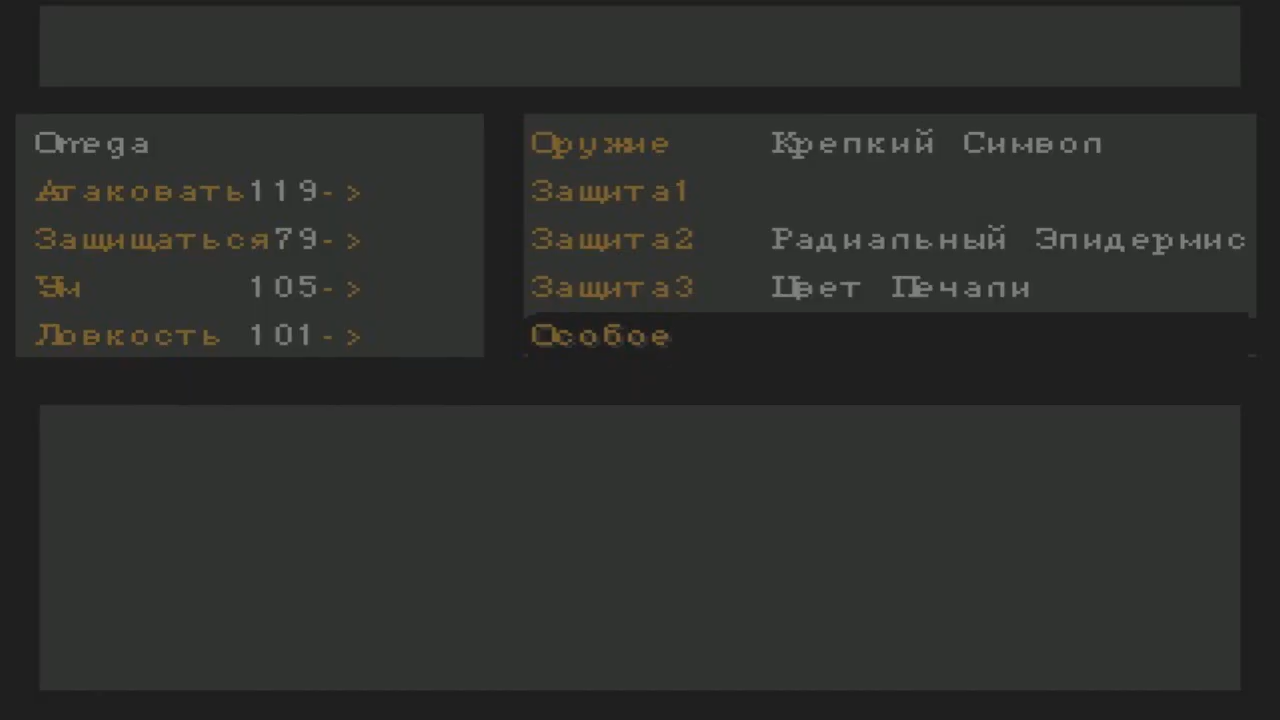 Omega
Атаковать119->
Защищаться79->
Ум 105->
Ловкость 101->
Оружие Крепкий Символ
Защита1
Защита2 Радиальный Эпидермис
Защита3 Цвет Печали
Особое